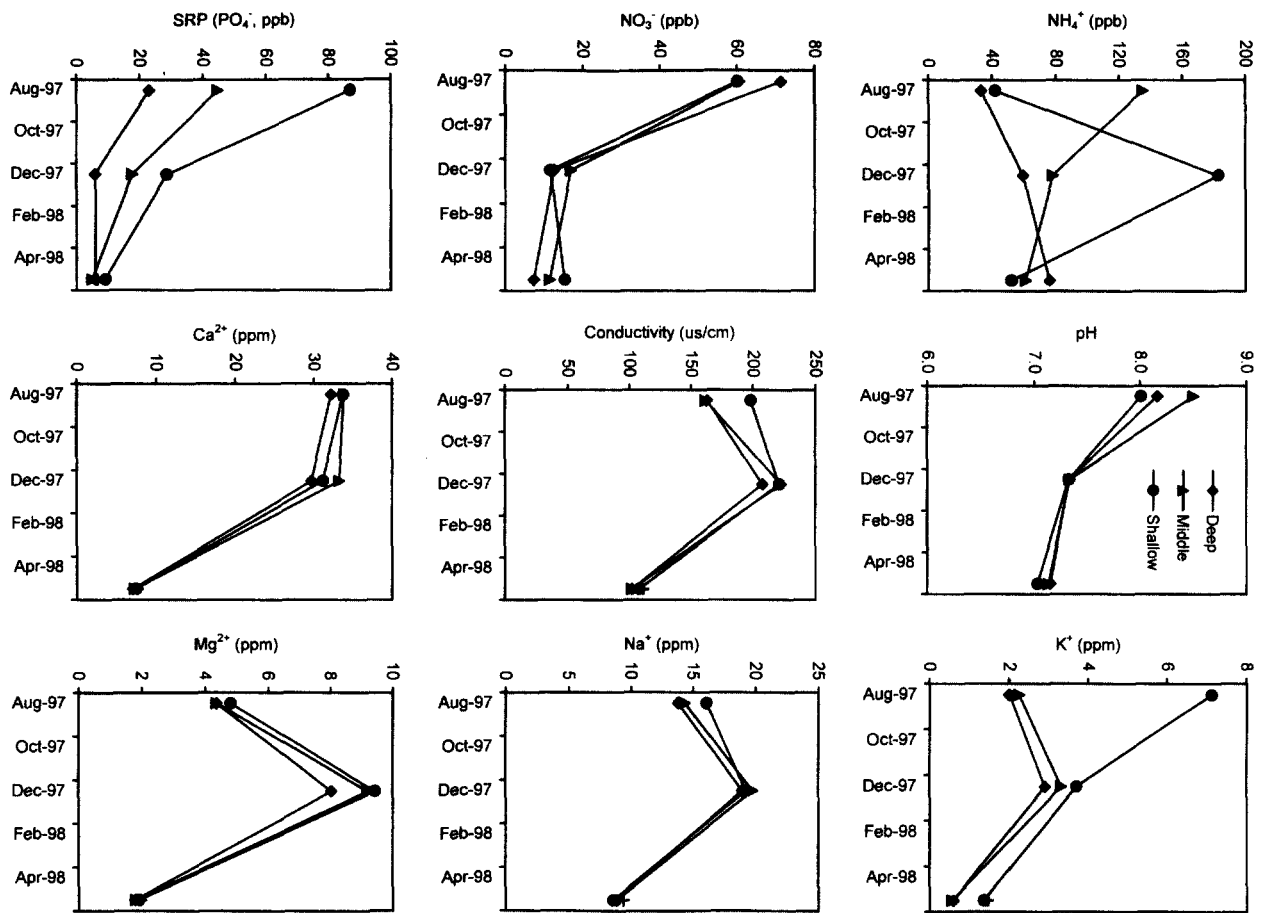 SRP (PO₄⁻, ppb)
0 20 40 60 80 100
Aug-97
Oct-97
Dec-97
Feb-98
Apr-98
NO₃⁻ (ppb)
0 20 40 60 80
Aug-97
Oct-97
Dec-97
Feb-98
Apr-98
NH₄⁺ (ppb)
0 40 80 120 160 200
Aug-97
Oct-97
Dec-97
Feb-98
Apr-98
Ca²⁺ (ppm)
0 10 20 30 40
Aug-97
Oct-97
Dec-97
Feb-98
Apr-98
Conductivity (us/cm)
0 50 100 150 200 250
Aug-97
Oct-97
Dec-97
Feb-98
Apr-98
pH
6.0 7.0 8.0 9.0
Aug-97
Oct-97
Dec-97
Feb-98
Apr-98
Deep
Middle
Shallow
Mg²⁺ (ppm)
0 2 4 6 8 10
Aug-97
Oct-97
Dec-97
Feb-98
Apr-98
Na⁺ (ppm)
0 5 10 15 20 25
Aug-97
Oct-97
Dec-97
Feb-98
Apr-98
K⁺ (ppm)
0 2 4 6 8
Aug-97
Oct-97
Dec-97
Feb-98
Apr-98